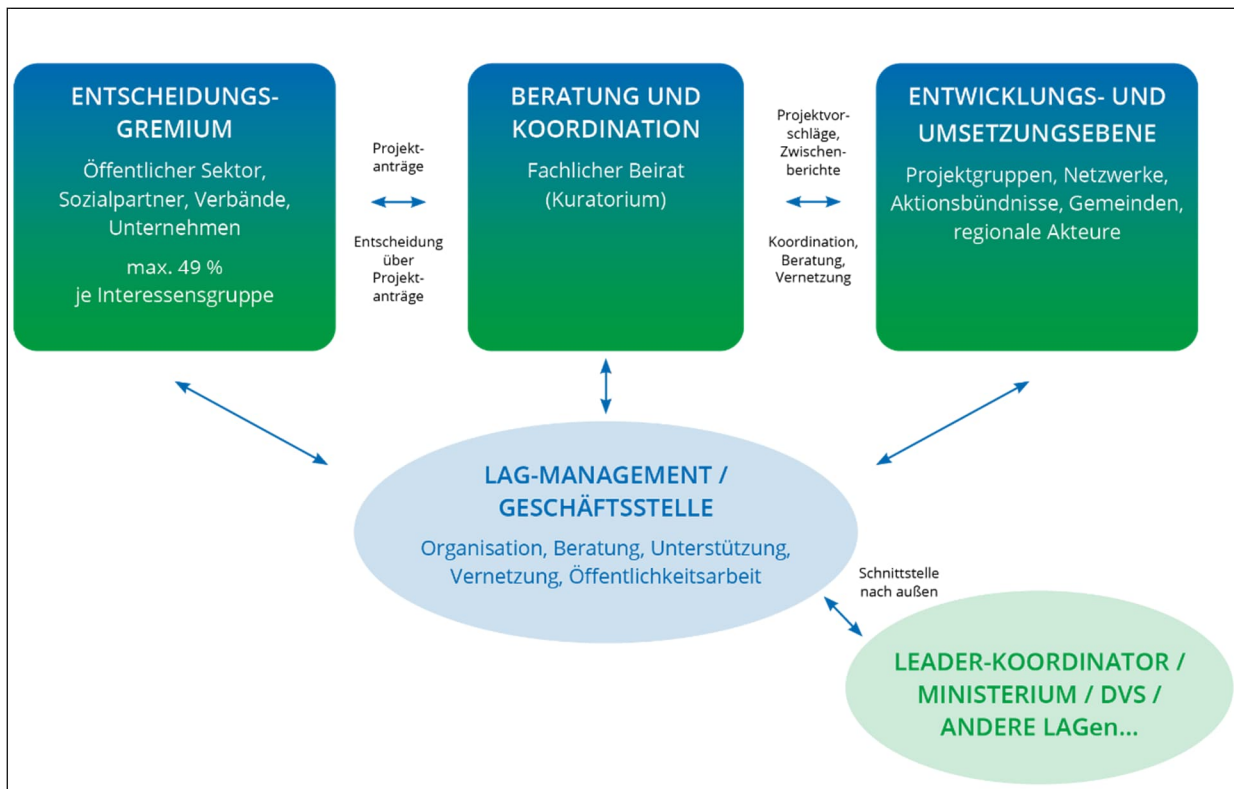 ENTSCHEIDUNGS-
GREMIUM
Öffentlicher Sektor,
Sozialpartner, Verbände,
Unternehmen
max. 49 %
je Interessensgruppe
Projekt-
anträge
Entscheidung
über
Projekt-
anträge
BERATUNG UND
KOORDINATION
Fachlicher Beirat
(Kuratorium)
Projektvor-
schläge,
Zwischen-
berichte
Koordination,
Beratung,
Vernetzung
ENTWICKLUNGS- UND
UMSETZUNGSEBENE
Projektgruppen, Netzwerke,
Aktionsbündnisse, Gemeinden,
regionale Akteure
LAG-MANAGEMENT /
GESCHÄFTSSTELLE
Organisation, Beratung, Unterstützung,
Vernetzung, Öffentlichkeitsarbeit
Schnittstelle
nach außen
LEADER-KOORDINATOR /
MINISTERIUM / DVS /
ANDERE LAGen...